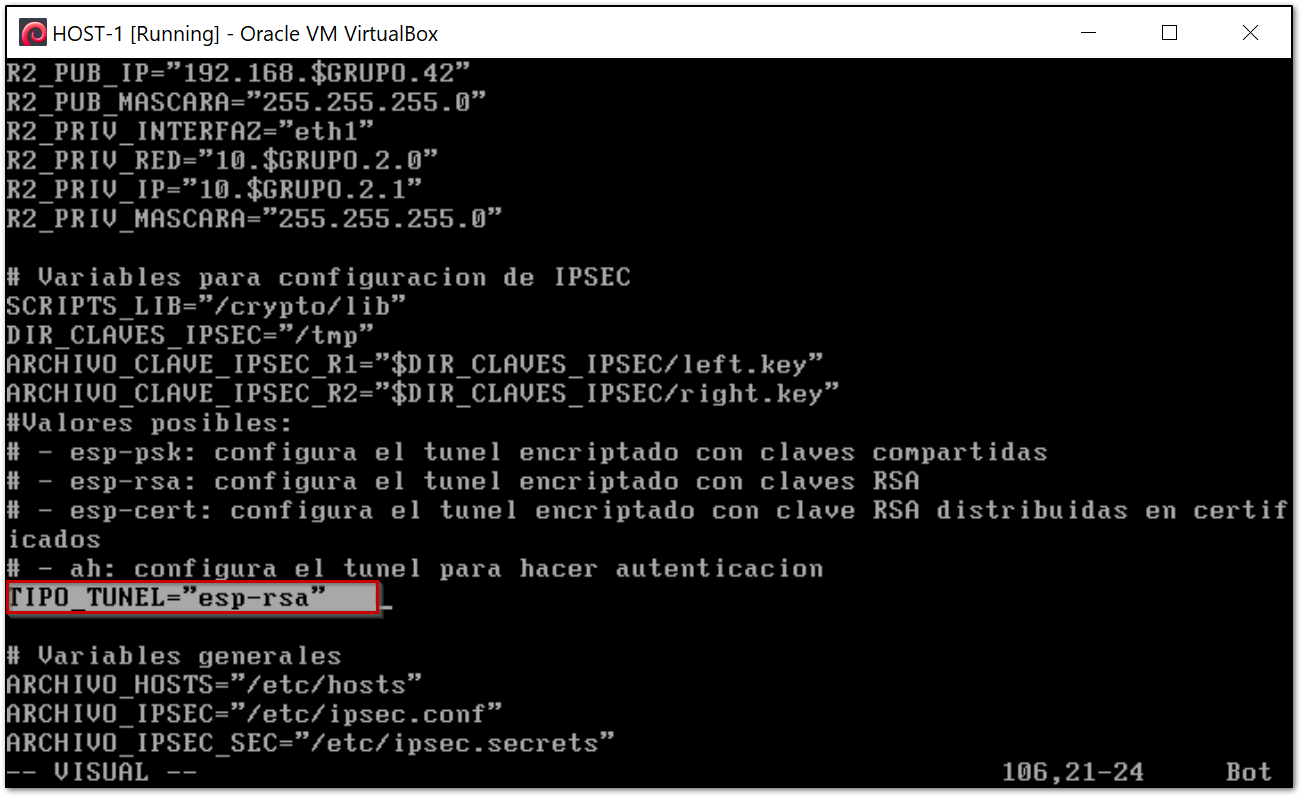 HOST-1 [Running] - Oracle VM VirtualBox
R2_PUB_IP="192.168.$GRUPO.42"
R2_PUB_MASCARA="255.255.255.0"
R2_PRIV_INTERFAZ="eth1"
R2_PRIV_RED="10.$GRUPO.2.0"
R2_PRIV_IP="10.$GRUPO.2.1"
R2_PRIV_MASCARA="255.255.255.0"
# Variables para configuracion de IPSEC
SCRIPTS_LIB="/crypto/lib"
DIR_CLAVES_IPSEC="/tmp"
ARCHIVO_CLAVE_IPSEC_R1="$DIR_CLAVES_IPSEC/left.key"
ARCHIVO_CLAVE_IPSEC_R2="$DIR_CLAVES_IPSEC/right.key"
#Valores posibles:
# - esp-psk: configura el tunel encriptado con claves compartidas
# - esp-rsa: configura el tunel encriptado con claves RSA
# - esp-cert: configura el tunel encriptado con clave RSA distribuidas en certif
icados
# - ah: configura el tunel para hacer autenticacion
TIPO_TUNEL="esp-rsa"
# Variables generales
ARCHIVO_HOSTS="/etc/hosts"
ARCHIVO_IPSEC="/etc/ipsec.conf"
ARCHIVO_IPSEC_SEC="/etc/ipsec.secrets"
-- VISUAL -- 106,21-24 Bot